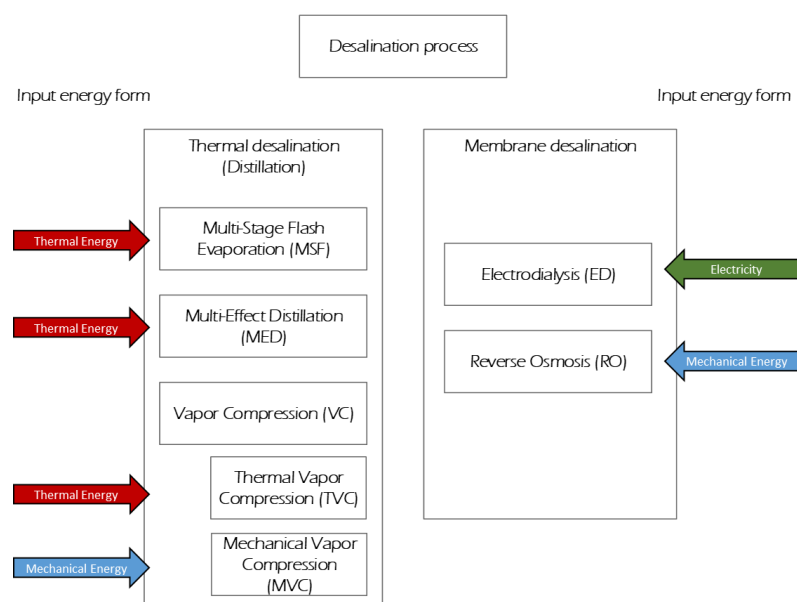 Desalination process
Input energy form
Input energy form
Thermal desalination
(Distillation)
Thermal Energy
Multi-Stage Flash
Evaporation (MSF)
Thermal Energy
Multi-Effect Distillation
(MED)
Vapor Compression (VC)
Thermal Energy
Thermal Vapor
Compression (TVC)
Mechanical Energy
Mechanical Vapor
Compression
(MVC)
Membrane desalination
Electrodialysis (ED)
Electricity
Reverse Osmosis (RO)
Mechanical Energy